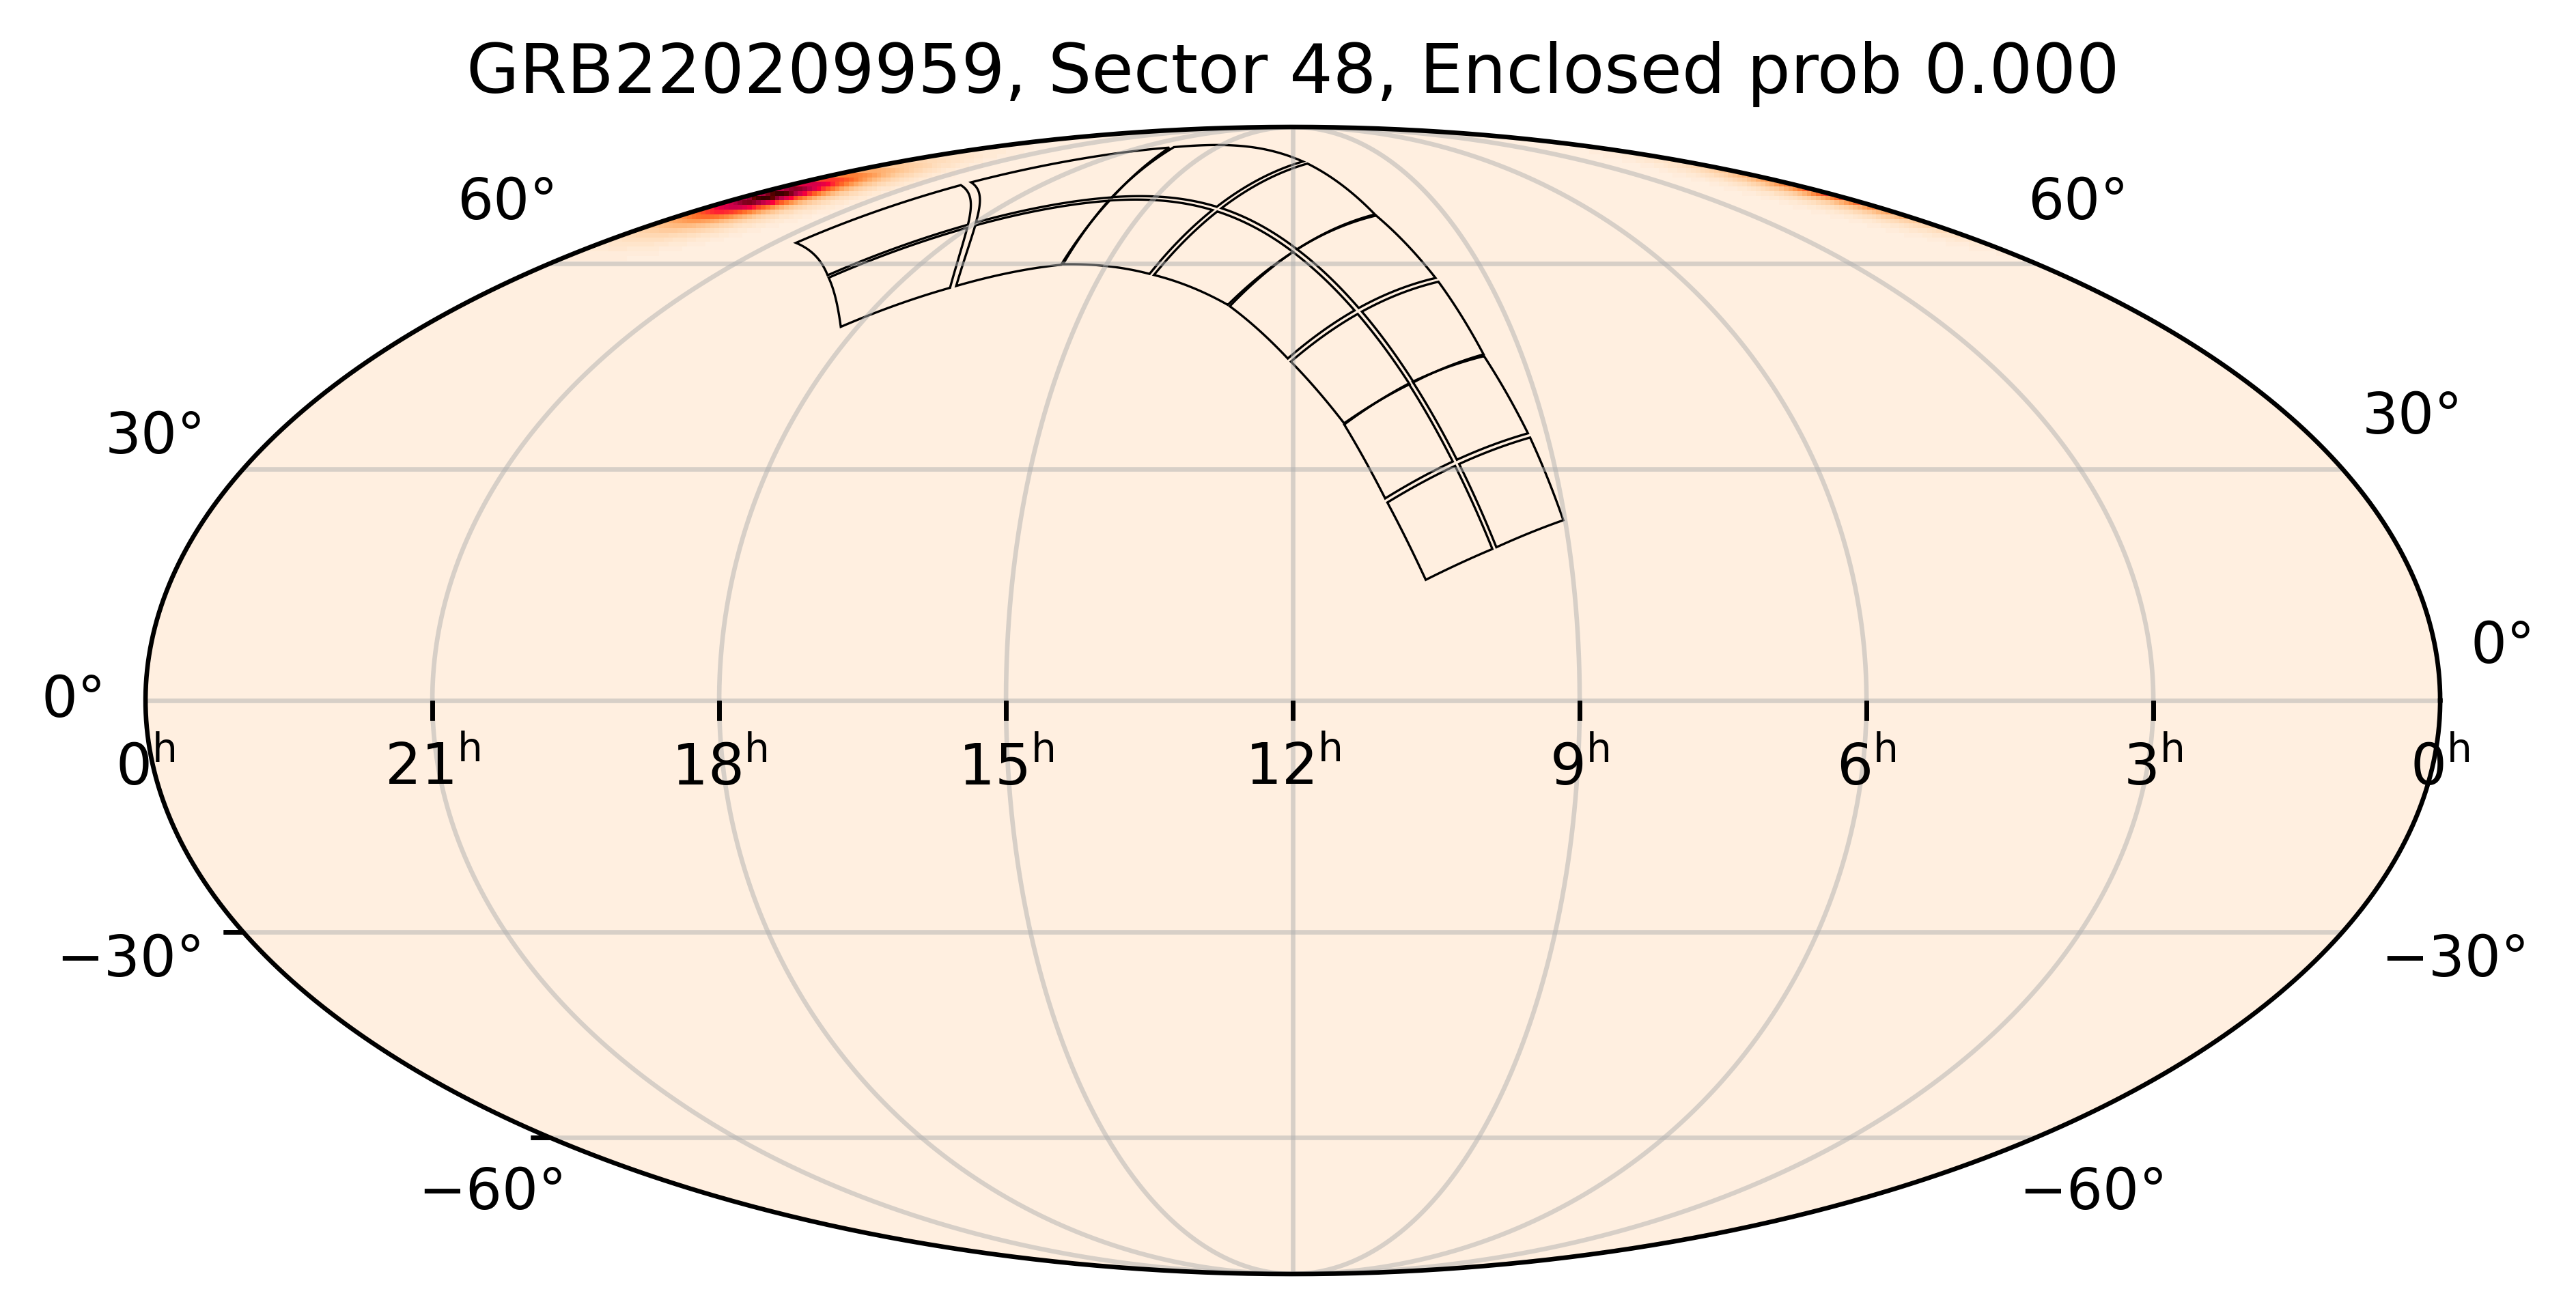 GRB220209959, Sector 48, Enclosed prob 0.000
60° 60°
30° 30°
0° 0°
0ʰ 21ʰ 18ʰ 15ʰ 12ʰ 9ʰ 6ʰ 3ʰ 0ʰ
−30° −30°
−60° −60°